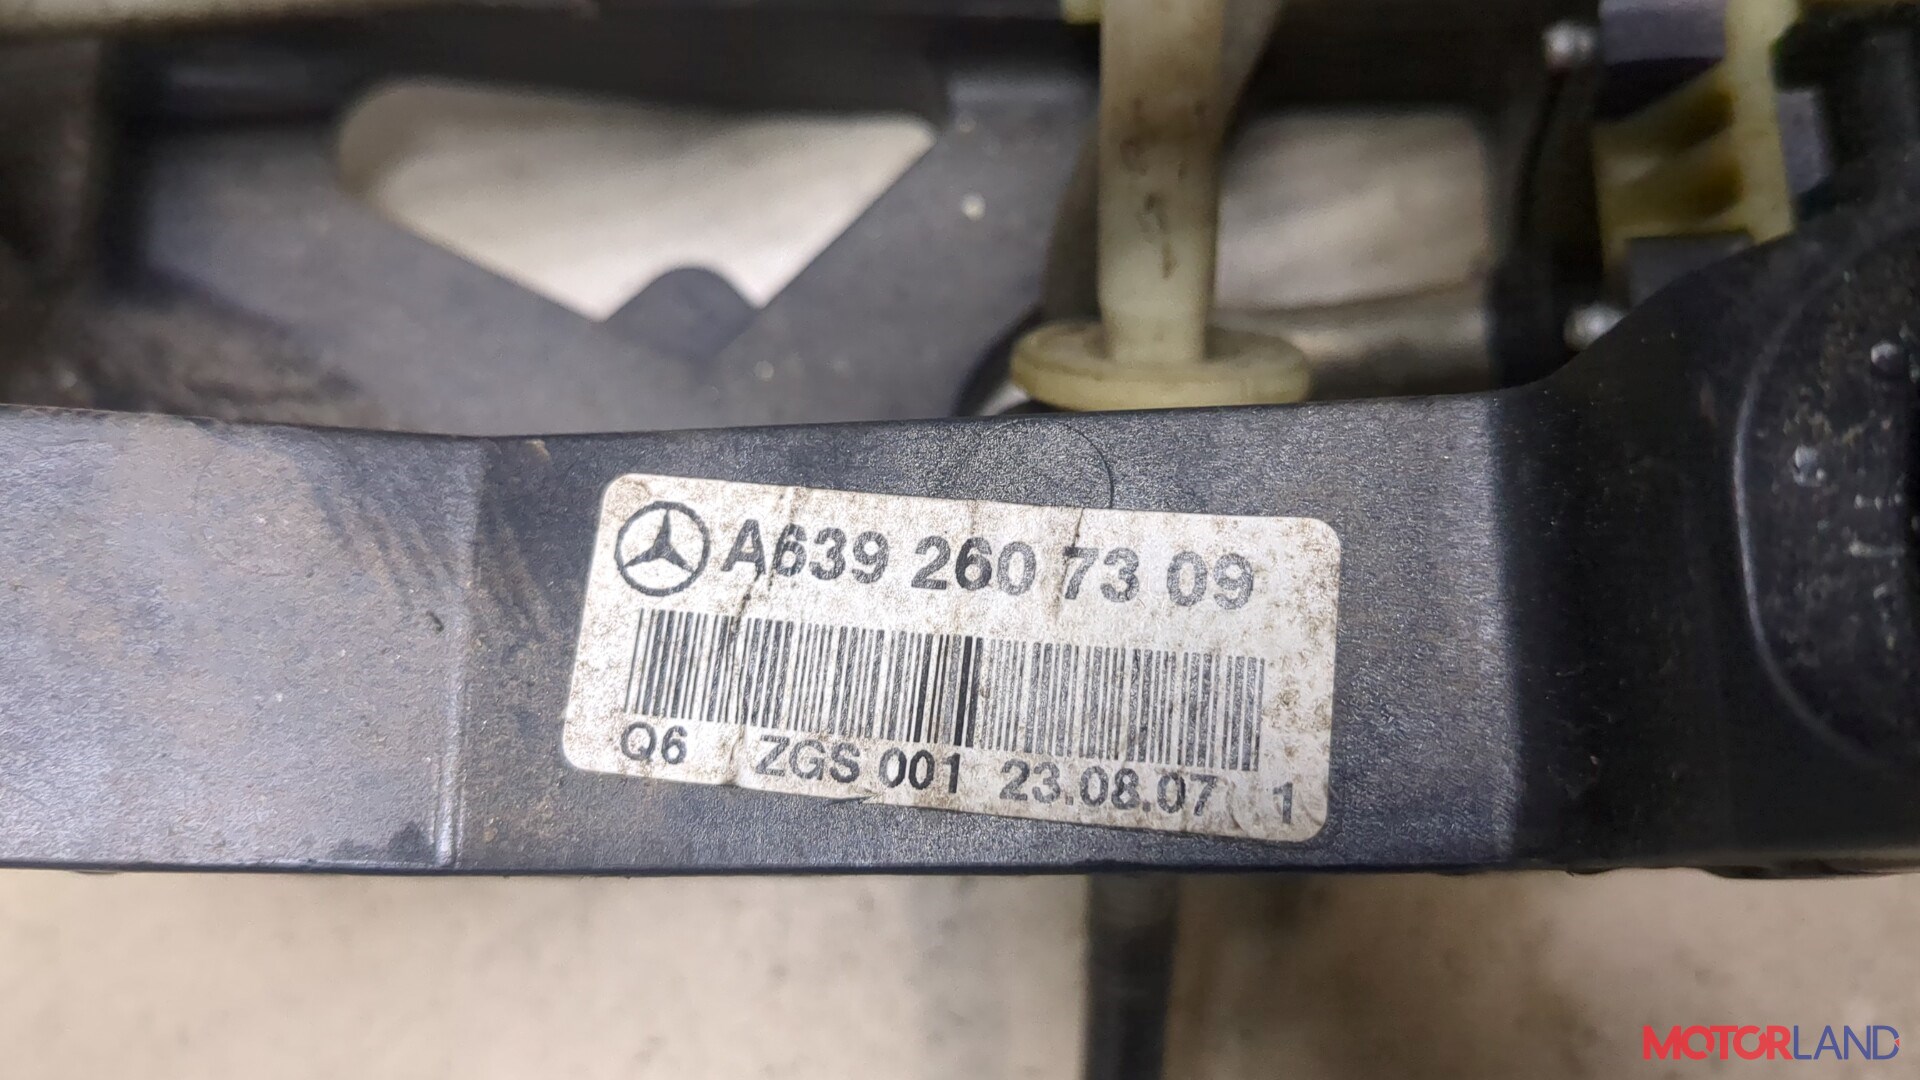 A639 260 73 09
Q6 ZGS 001 23.08.07 1
MOTORLAND